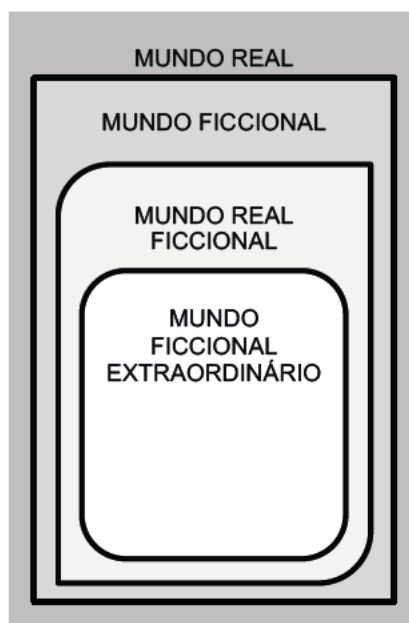 MUNDO REAL
MUNDO FICCIONAL
MUNDO REAL
FICCIONAL
MUNDO
FICCIONAL
EXTRAORDINÁRIO